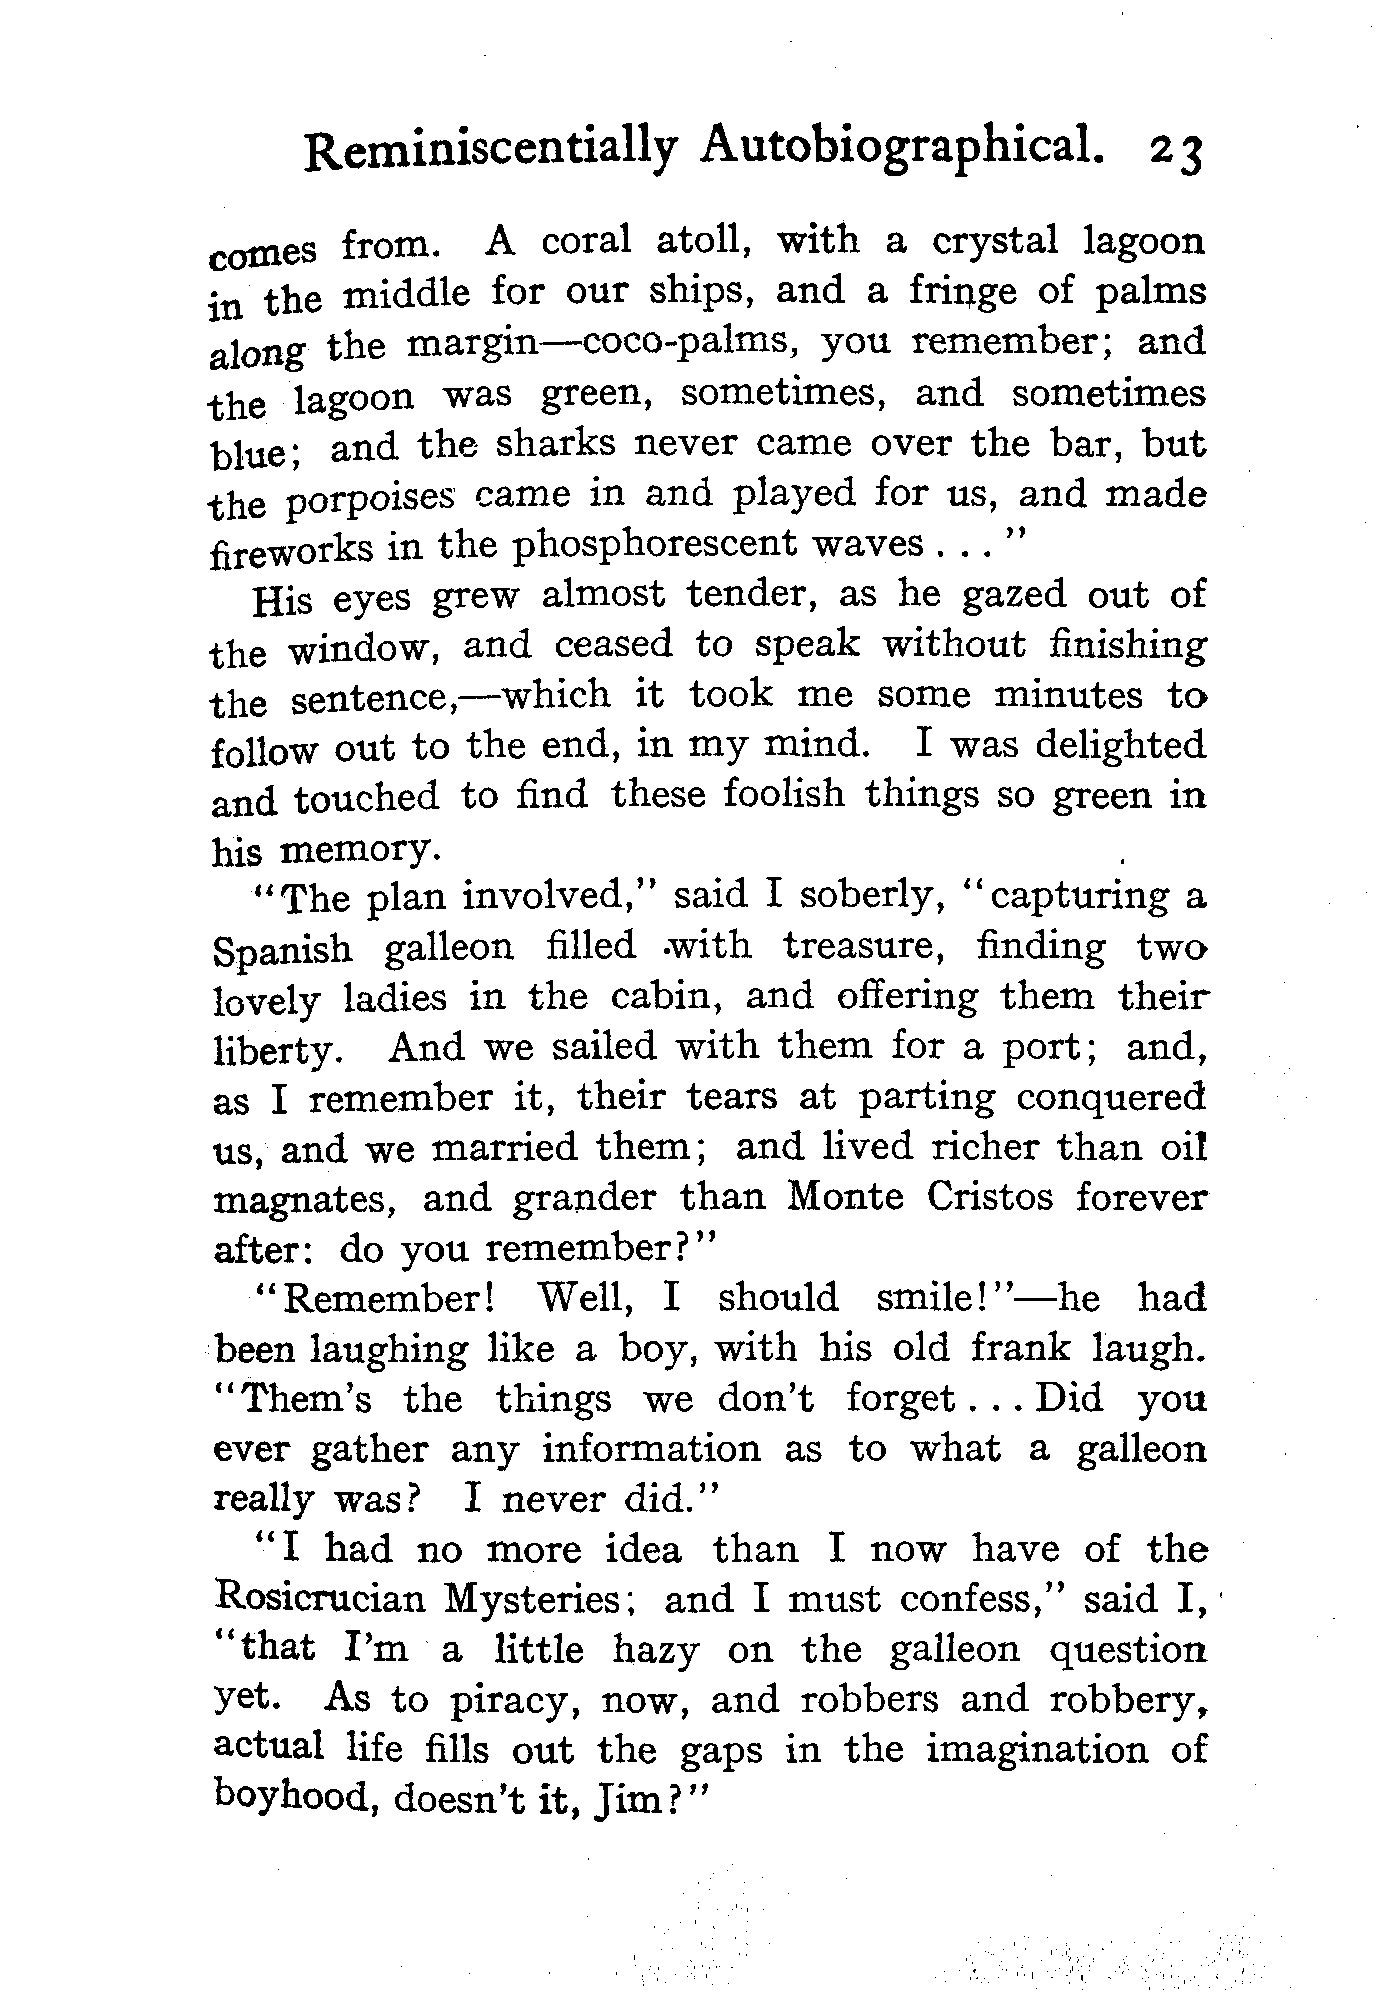 Reminiscentially Autobiographical. 23
comes from. A coral atoll, with a crystal lagoon
in the middle for our ships, and a fringe of palms
along the margin—coco-palms, you remember; and
the lagoon was green, sometimes, and sometimes
blue; and the sharks never came over the bar, but
the porpoises came in and played for us, and made
fireworks in the phosphorescent waves . . . "
His eyes grew almost tender, as he gazed out of
the window, and ceased to speak without finishing
the sentence,—which it took me some minutes to
follow out to the end, in my mind. I was delighted
and touched to find these foolish things so green in
his memory.
"The plan involved," said I soberly, "capturing a
Spanish galleon filled with treasure, finding two
lovely ladies in the cabin, and offering them their
liberty. And we sailed with them for a port; and,
as I remember it, their tears at parting conquered
us, and we married them; and lived richer than oil
magnates, and grander than Monte Cristos forever
after: do you remember?"
"Remember! Well, I should smile!"—he had
been laughing like a boy, with his old frank laugh.
"Them's the things we don't forget . . . Did you
ever gather any information as to what a galleon
really was? I never did."
"I had no more idea than I now have of the
Rosicrucian Mysteries; and I must confess," said I,
"that I'm a little hazy on the galleon question
yet. As to piracy, now, and robbers and robbery,
actual life fills out the gaps in the imagination of
boyhood, doesn't it, Jim?"